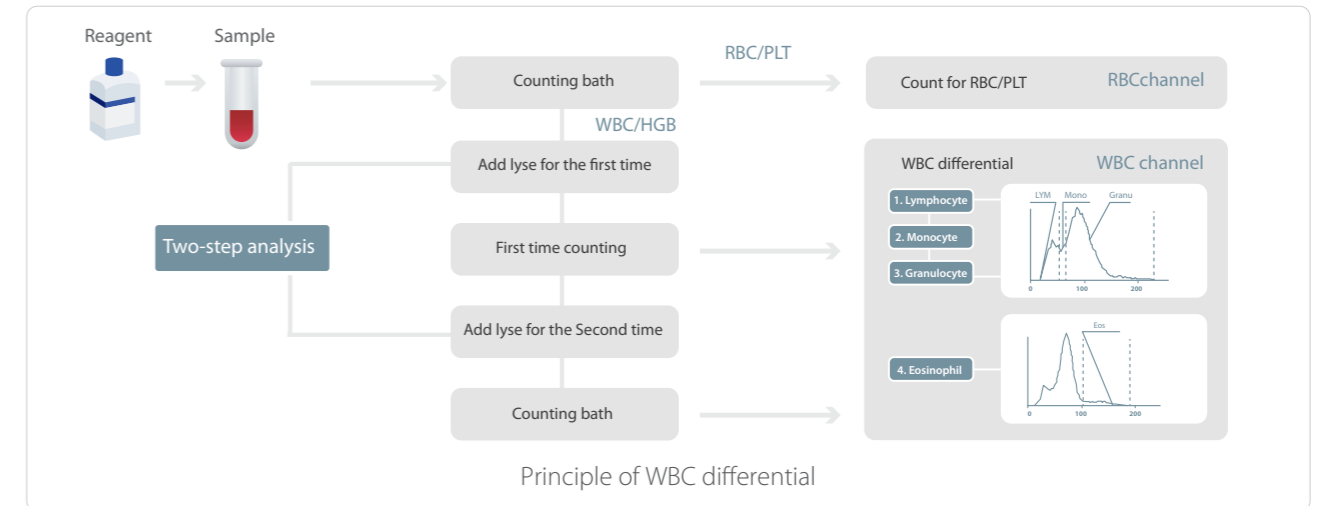 Reagent
Sample
Counting bath
RBC/PLT
Count for RBC/PLT
RBCchannel
WBC/HGB
Add lyse for the first time
Two-step analysis
First time counting
Add lyse for the Second time
Counting bath
WBC differential
WBC channel
1. Lymphocyte
2. Monocyte
3. Granulocyte
LYM
Mono
Granu
0
100
200
4. Eosinophil
Eos
0
100
200
Principle of WBC differential